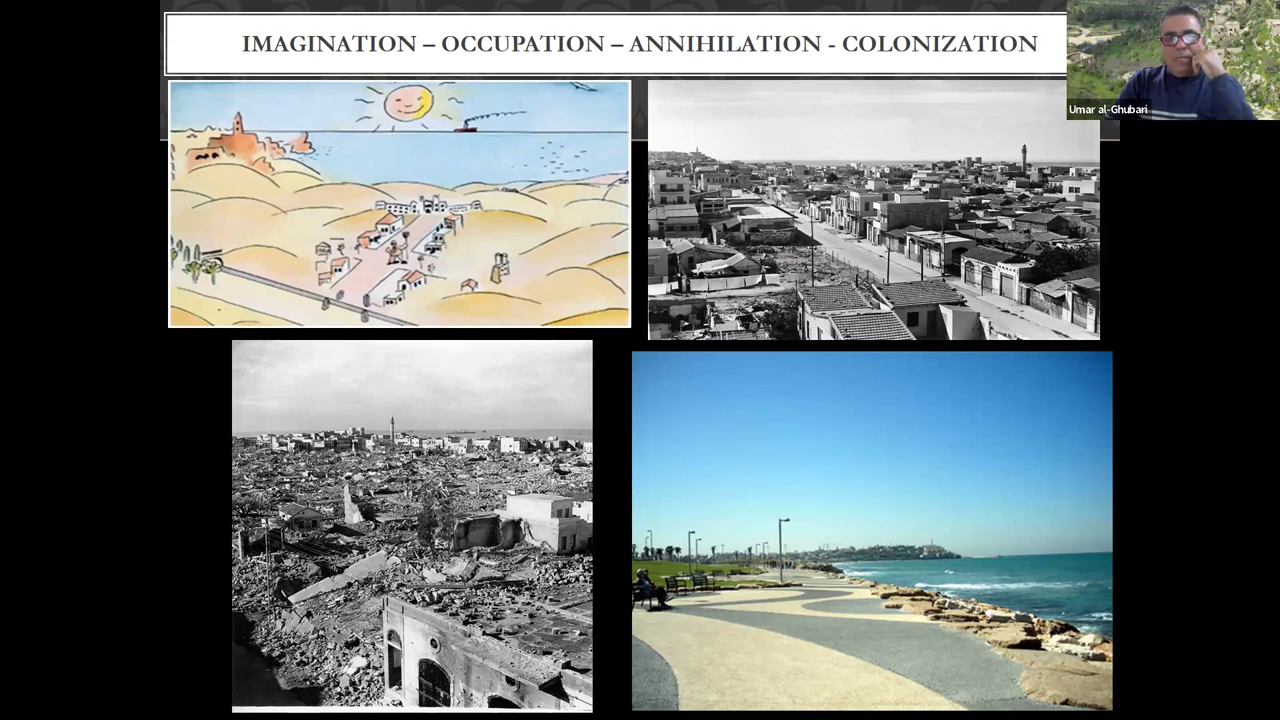 IMAGINATION – OCCUPATION – ANNIHILATION - COLONIZATION
Umar al-Ghubari